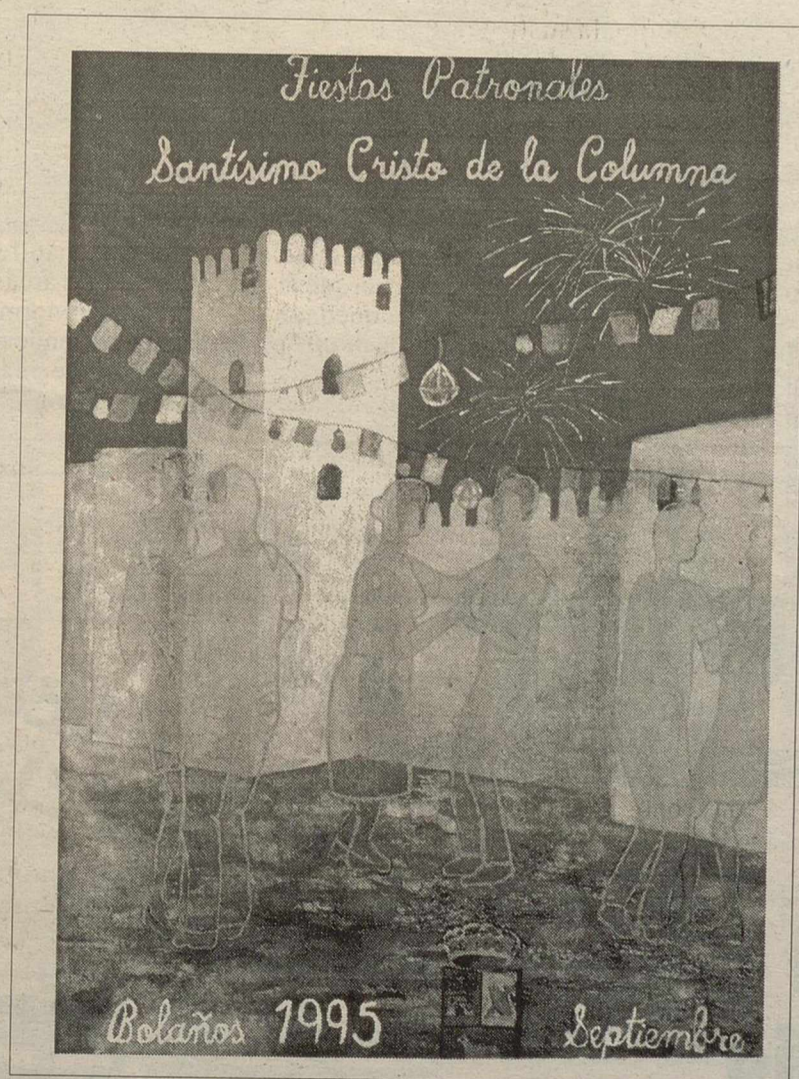 Fiestas Patronales
Santísimo Cristo de la Columna
Bolaños 1995 Septiembre